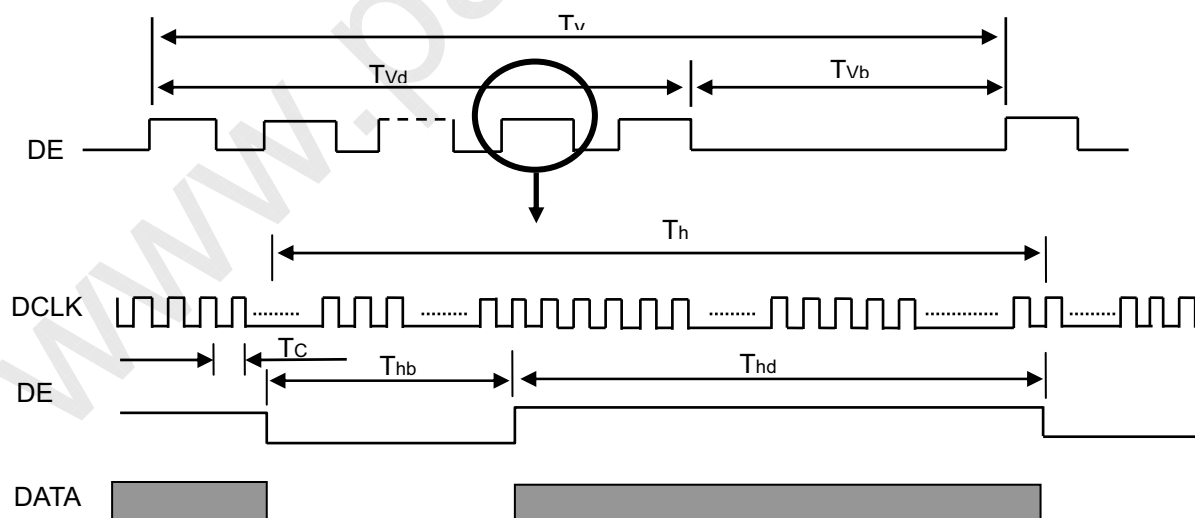 Tv
TVd
TVb
DE
Th
DCLK
TC
Thb
Thd
DE
DATA